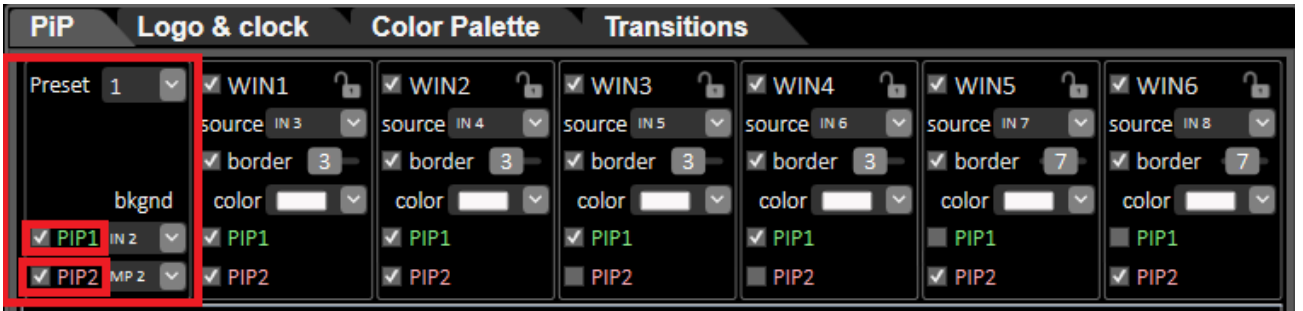 PiP Logo & clock Color Palette Transitions
Preset 1 WIN1 WIN2 WIN3 WIN4 WIN5 WIN6
source IN 3 source IN 4 source IN 5 source IN 6 source IN 7 source IN 8
border 3 border 3 border 3 border 3 border 7 border 7
bkgnd color color color color color color
PIP1 IN 2 PIP1 PIP1 PIP1 PIP1 PIP1 PIP1
PIP2 MP 2 PIP2 PIP2 PIP2 PIP2 PIP2 PIP2